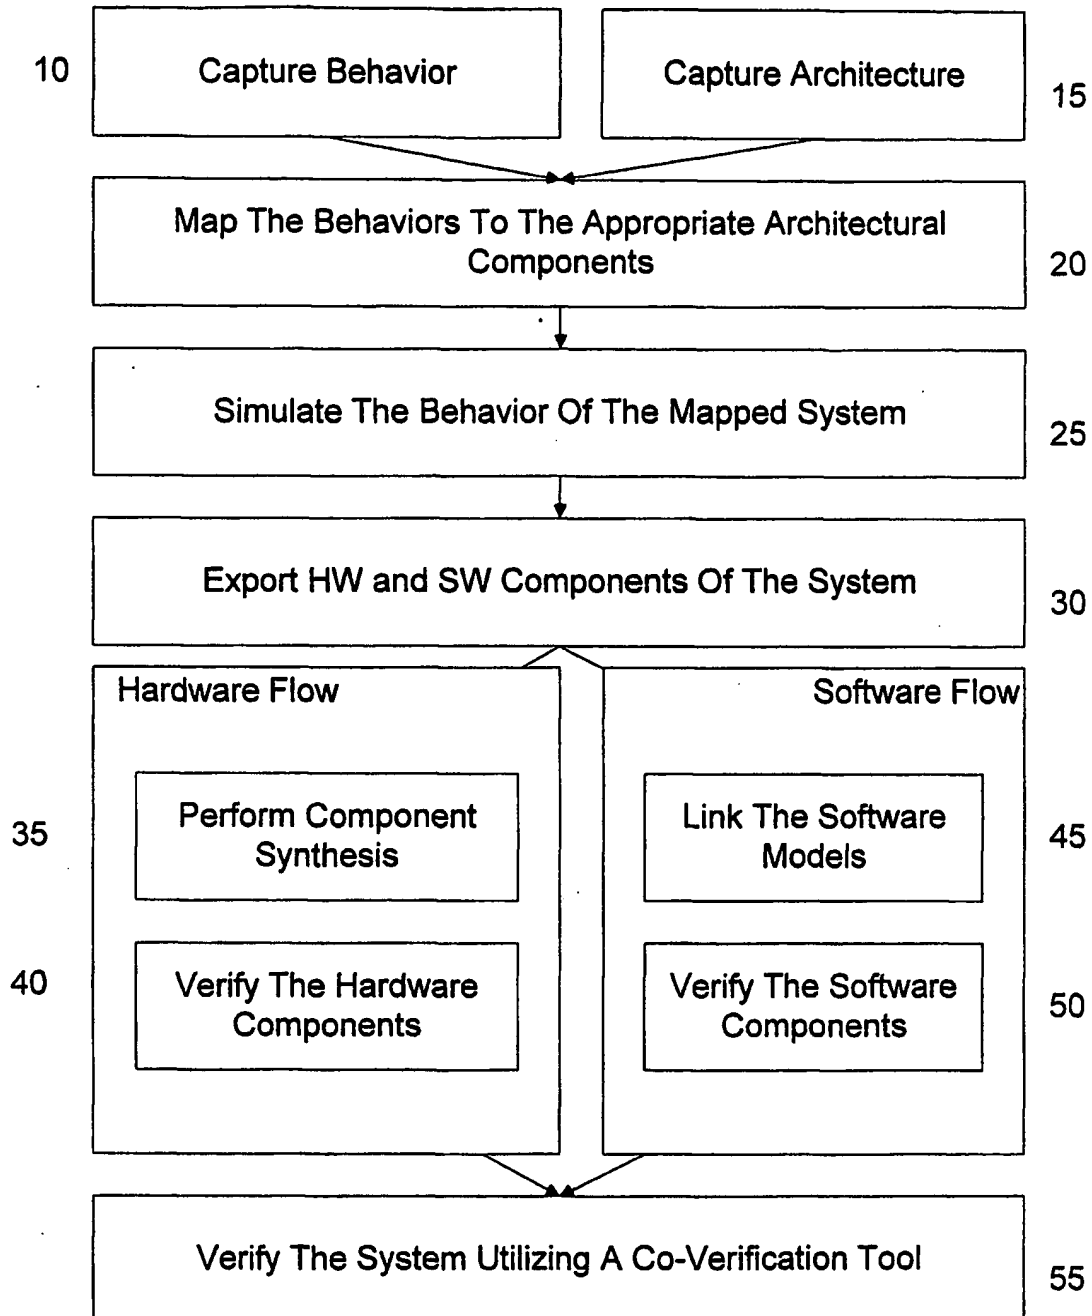 10
Capture Behavior
Capture Architecture
15
Map The Behaviors To The Appropriate Architectural
Components
20
Simulate The Behavior Of The Mapped System
25
Export HW and SW Components Of The System
30
Hardware Flow
Software Flow
35
Perform Component
Synthesis
Link The Software
Models
45
40
Verify The Hardware
Components
Verify The Software
Components
50
Verify The System Utilizing A Co-Verification Tool
55